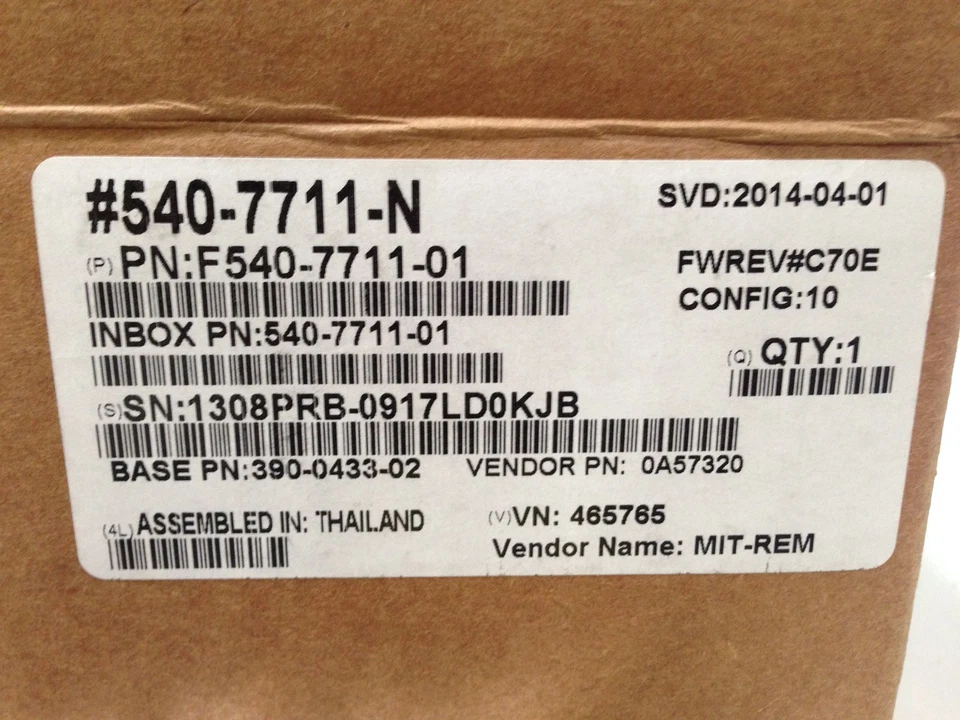 #540-7711-N
SVD:2014-04-01
(P) PN:F540-7711-01
FWREV#C70E
CONFIG:10
INBOX PN:540-7711-01
(Q) QTY:1
(S) SN:1308PRB-0917LD0KJB
BASE PN:390-0433-02 VENDOR PN: 0A57320
(4L) ASSEMBLED IN: THAILAND
(V) VN: 465765
Vendor Name: MIT-REM